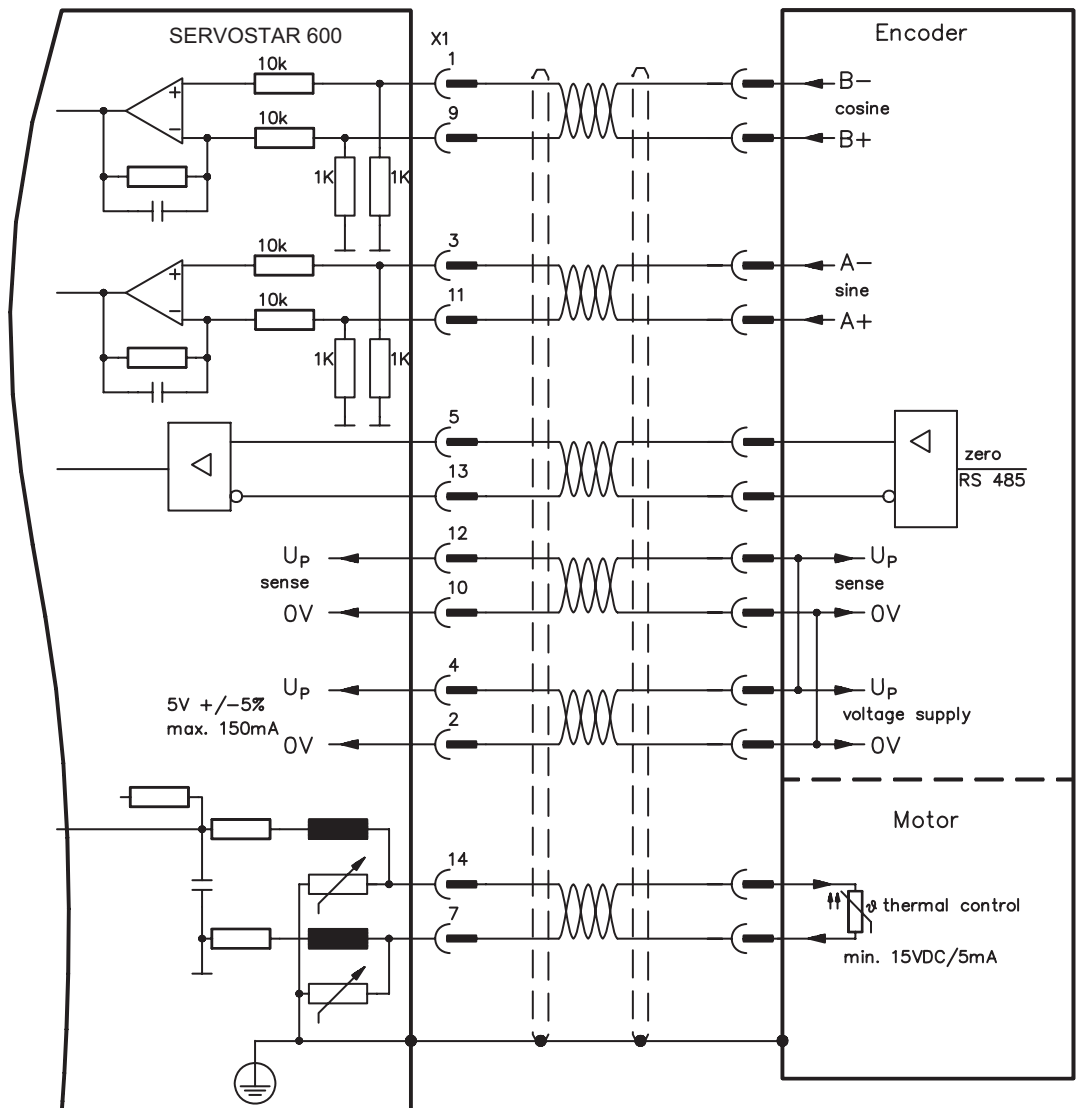 SERVOSTAR 600
X1
Encoder
10k
1
B−
cosine
10k
9
B+
1K
1K
10k
3
A−
sine
10k
11
A+
1K
1K
5
zero
13
RS 485
12
UP
UP
sense
sense
10
0V
0V
4
UP
UP
5V +/−5%
max. 150mA
voltage supply
2
0V
0V
Motor
14
ϑ thermal control
7
min. 15VDC/5mA